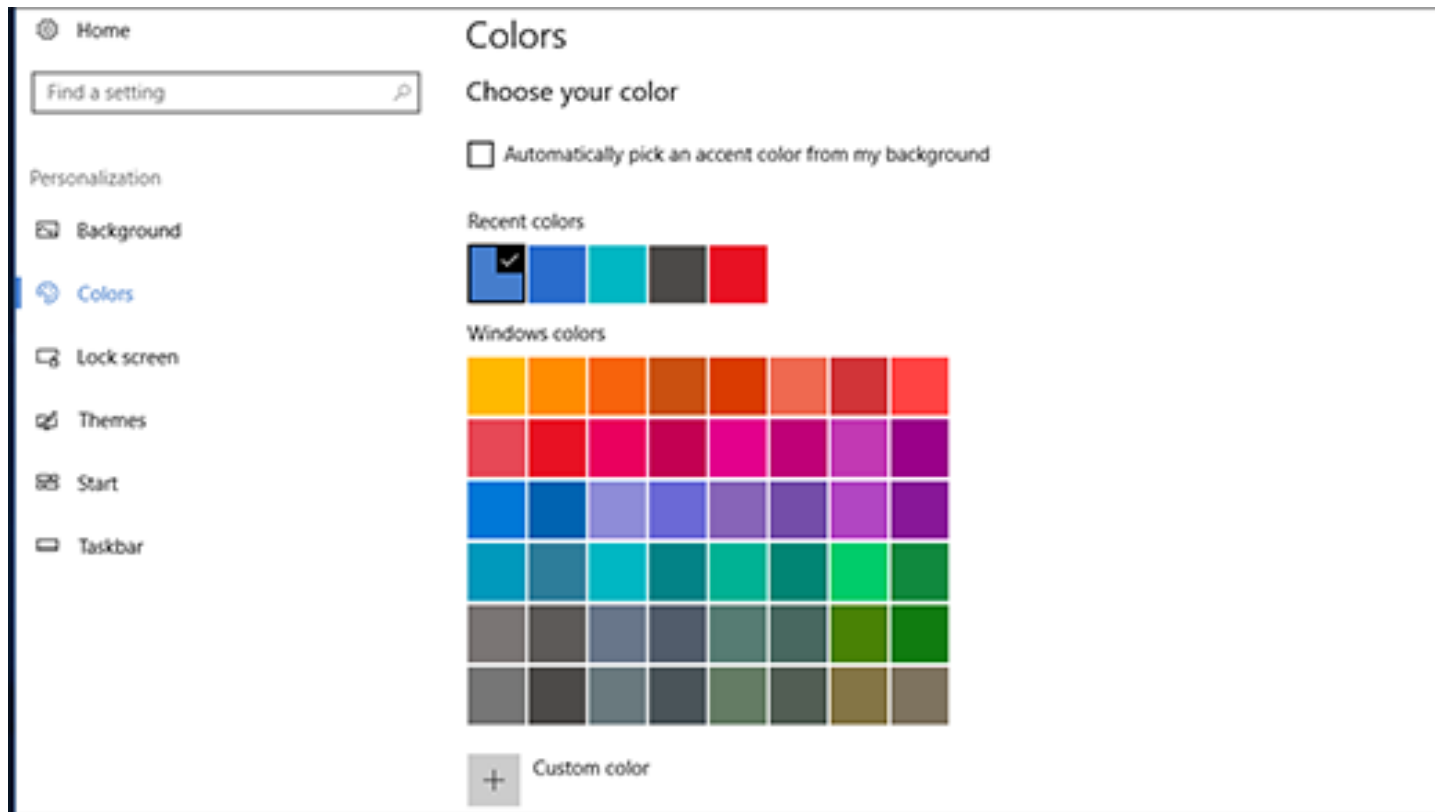 Home
Find a setting
Personalization
Background
Colors
Lock screen
Themes
Start
Taskbar
Colors
Choose your color
Automatically pick an accent color from my background
Recent colors
Windows colors
Custom color